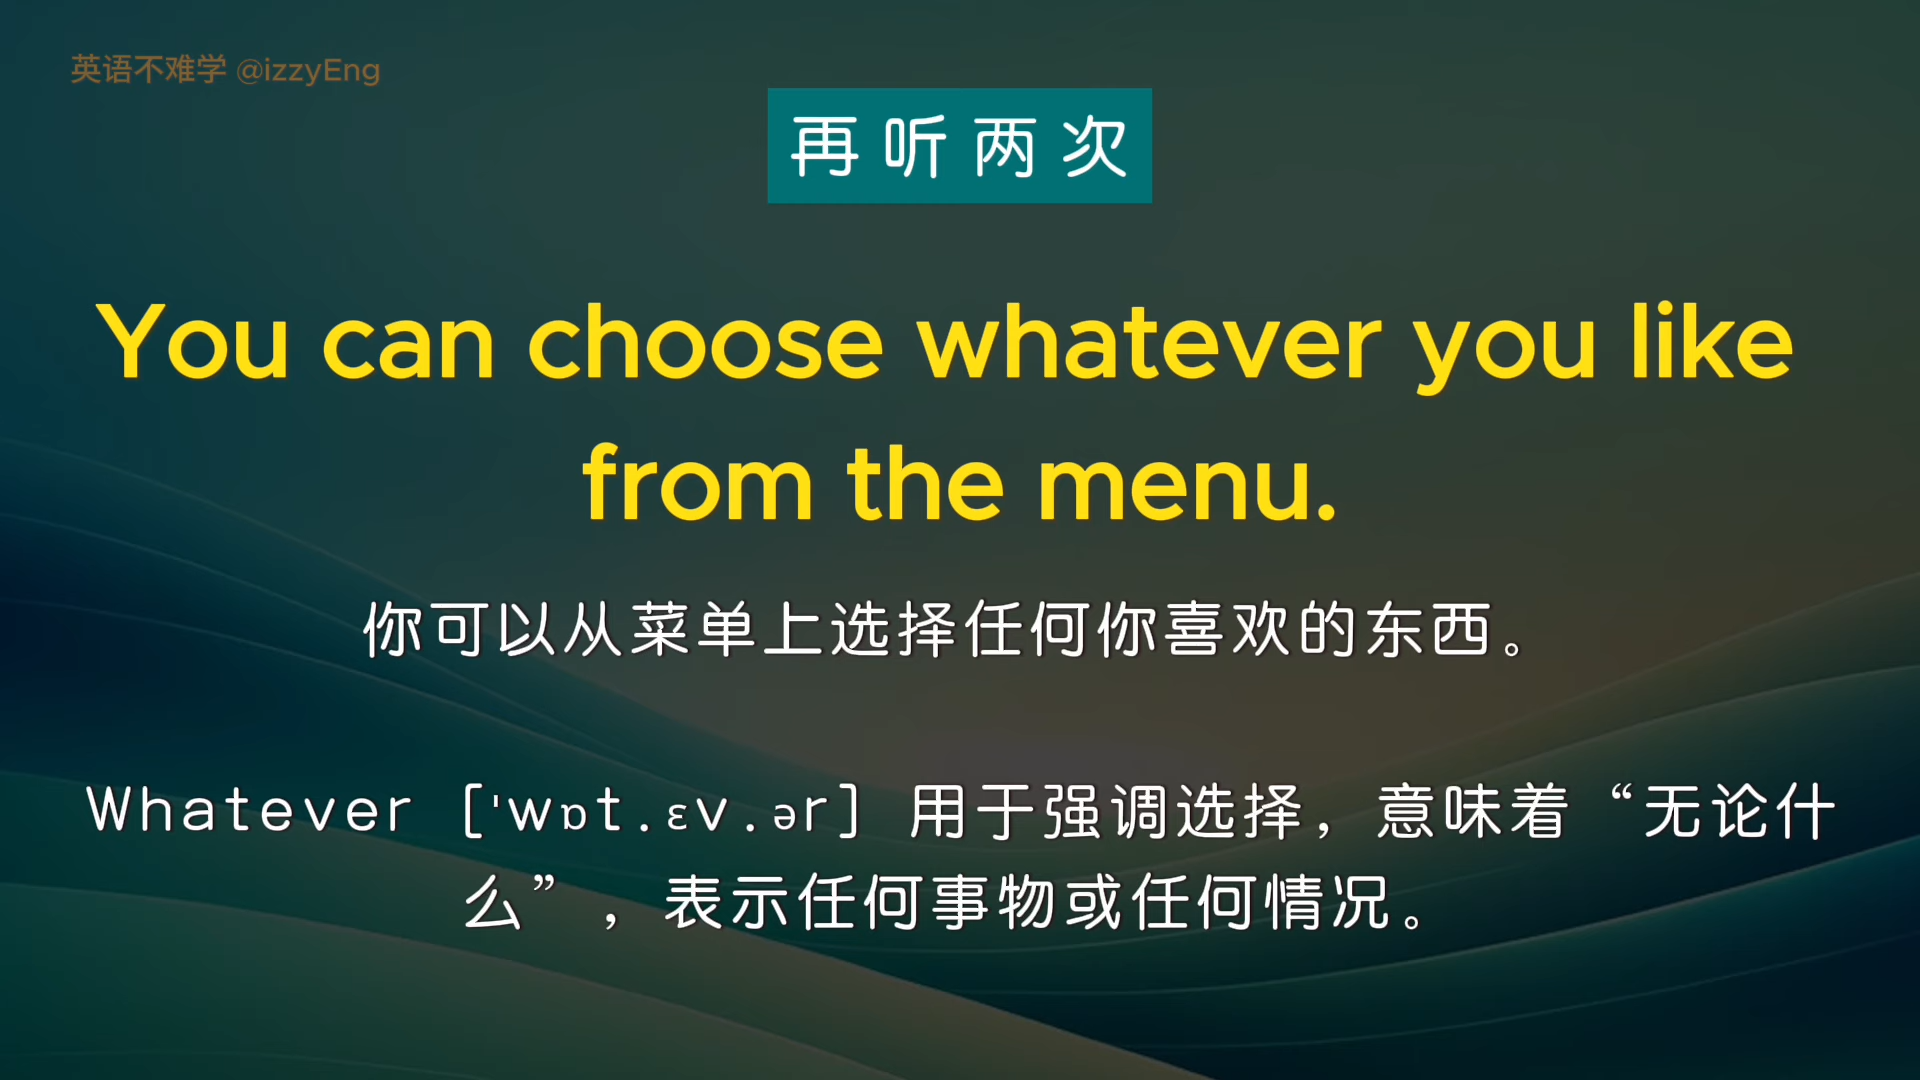 英语不难学 @izzyEng
再听两次
You can choose whatever you like
from the menu.
你可以从菜单上选择任何你喜欢的东西。
Whatever [ˈwɒt.ɛv.ər] 用于强调选择，意味着“无论什
么”，表示任何事物或任何情况。